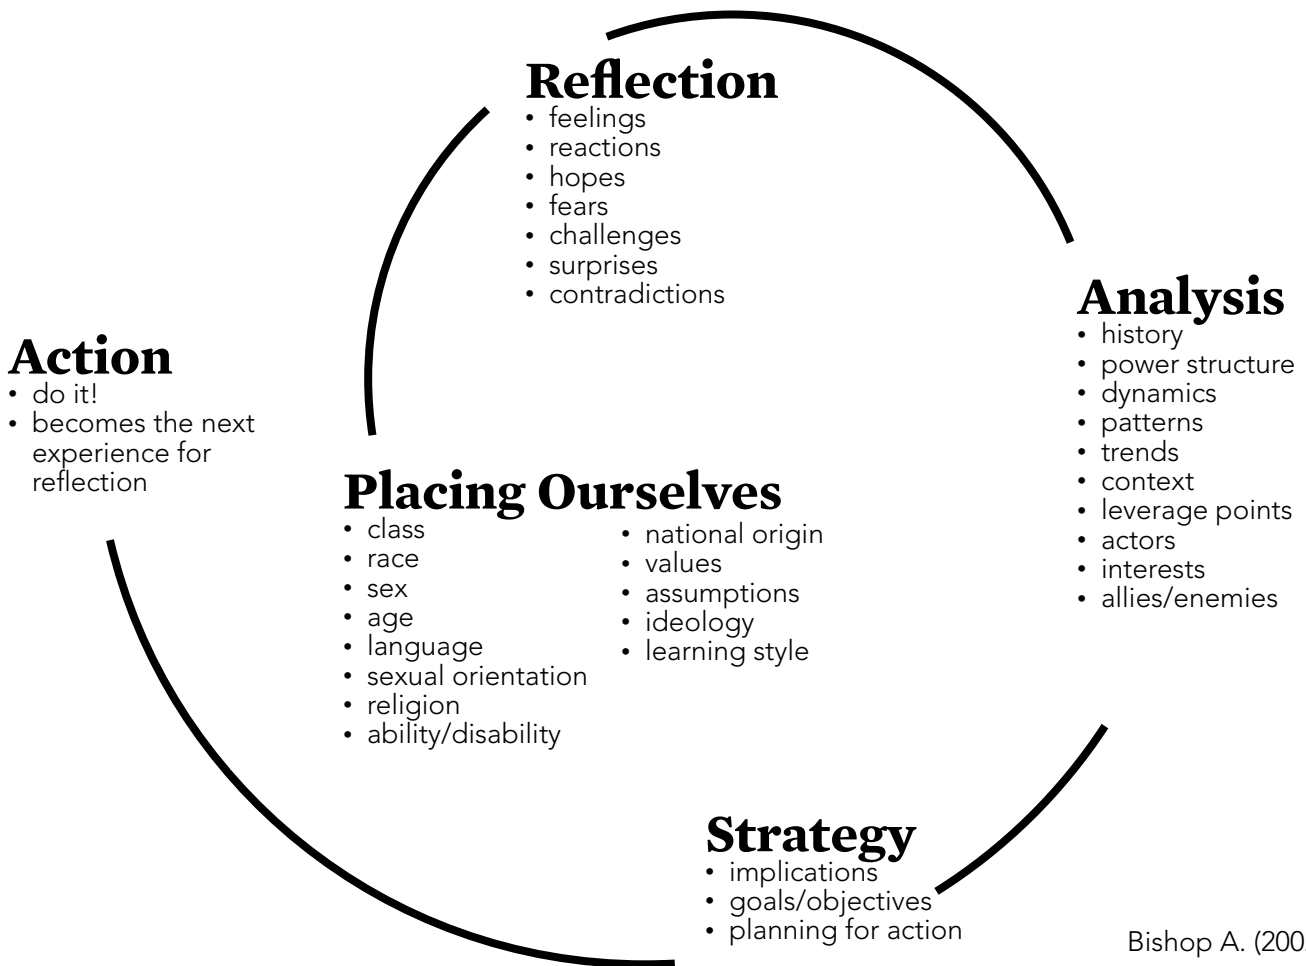 Reflection
• feelings
• reactions
• hopes
• fears
• challenges
• surprises
• contradictions
Analysis
• history
• power structure
• dynamics
• patterns
• trends
• context
• leverage points
• actors
• interests
• allies/enemies
Action
• do it!
• becomes the next
experience for
reflection
Placing Ourselves
• class
• race
• sex
• age
• language
• sexual orientation
• religion
• ability/disability
• national origin
• values
• assumptions
• ideology
• learning style
Strategy
• implications
• goals/objectives
• planning for action
Bishop A. (200